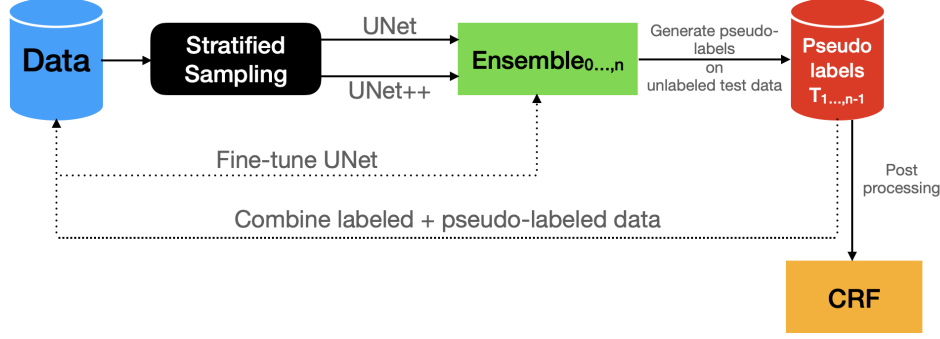 Data
Stratified
Sampling
UNet
UNet++
Ensemble0...,n
Generate pseudo-
labels
on
unlabeled test data
Pseudo
labels
T1...,n-1
Fine-tune UNet
Combine labeled + pseudo-labeled data
Post
processing
CRF